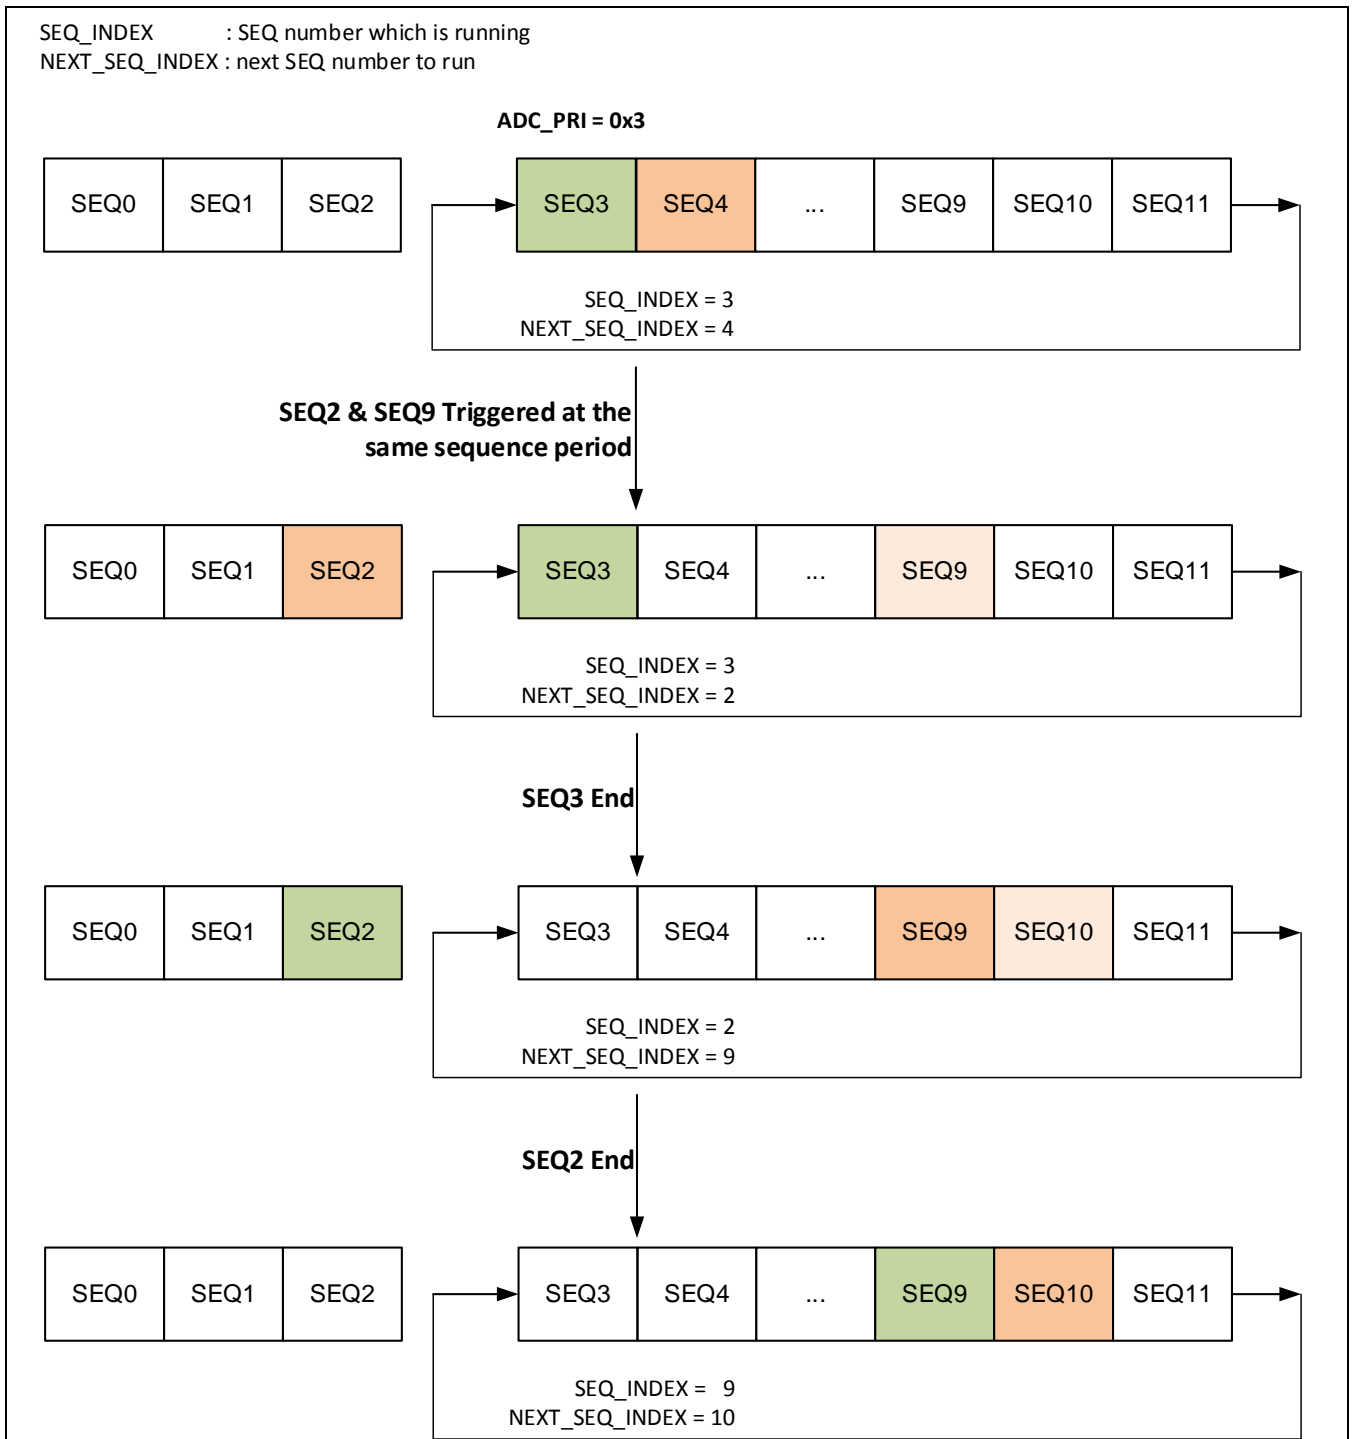 SEQ_INDEX : SEQ number which is running
NEXT_SEQ_INDEX : next SEQ number to run
ADC_PRI = 0x3
SEQ0 SEQ1 SEQ2 SEQ3 SEQ4 ... SEQ9 SEQ10 SEQ11
SEQ_INDEX = 3
NEXT_SEQ_INDEX = 4
SEQ2 & SEQ9 Triggered at the
same sequence period
SEQ0 SEQ1 SEQ2 SEQ3 SEQ4 ... SEQ9 SEQ10 SEQ11
SEQ_INDEX = 3
NEXT_SEQ_INDEX = 2
SEQ3 End
SEQ0 SEQ1 SEQ2 SEQ3 SEQ4 ... SEQ9 SEQ10 SEQ11
SEQ_INDEX = 2
NEXT_SEQ_INDEX = 9
SEQ2 End
SEQ0 SEQ1 SEQ2 SEQ3 SEQ4 ... SEQ9 SEQ10 SEQ11
SEQ_INDEX = 9
NEXT_SEQ_INDEX = 10